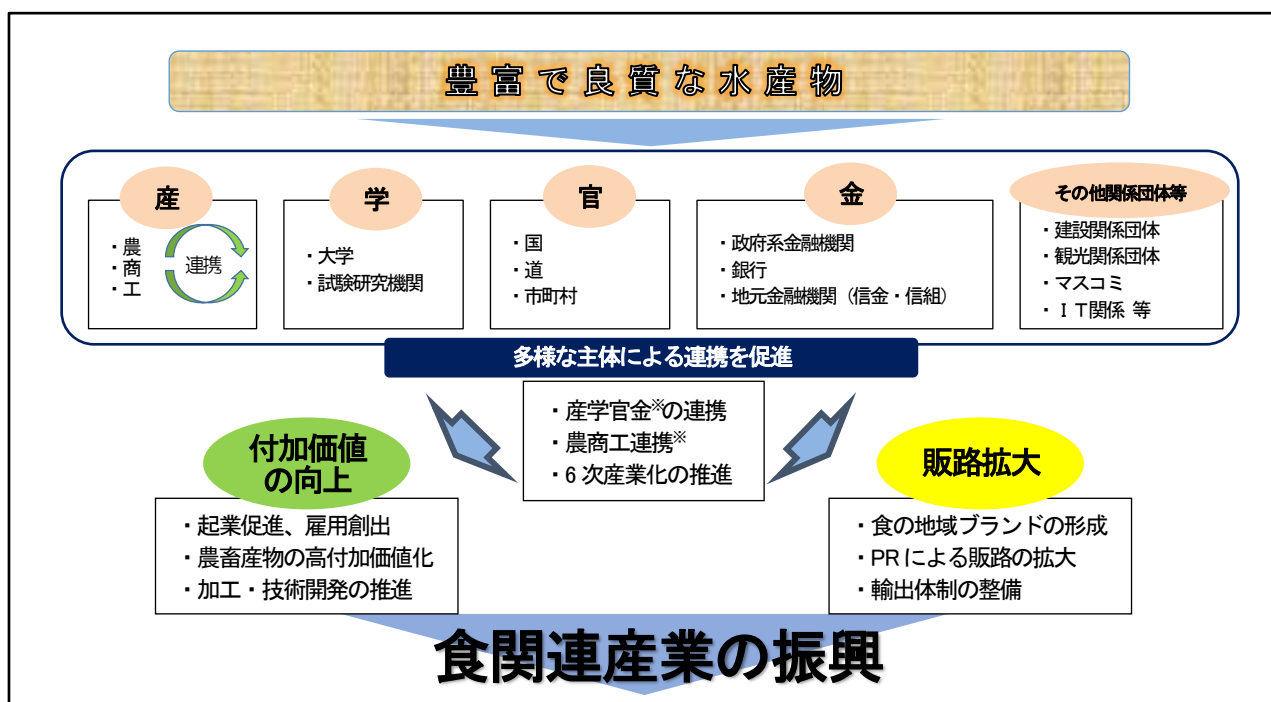 豊富で良質な水産物
産
・農
・商
・工
連携
学
・大学
・試験研究機関
官
・国
・道
・市町村
金
・政府系金融機関
・銀行
・地元金融機関（信金・信組）
その他関係団体等
・建設関係団体
・観光関係団体
・マスコミ
・ＩＴ関係 等
多様な主体による連携を促進
・産学官金※の連携
・農商工連携※
・6次産業化の推進
付加価値
の向上
・起業促進、雇用創出
・農畜産物の高付加価値化
・加工・技術開発の推進
販路拡大
・食の地域ブランドの形成
・PRによる販路の拡大
・輸出体制の整備
食関連産業の振興